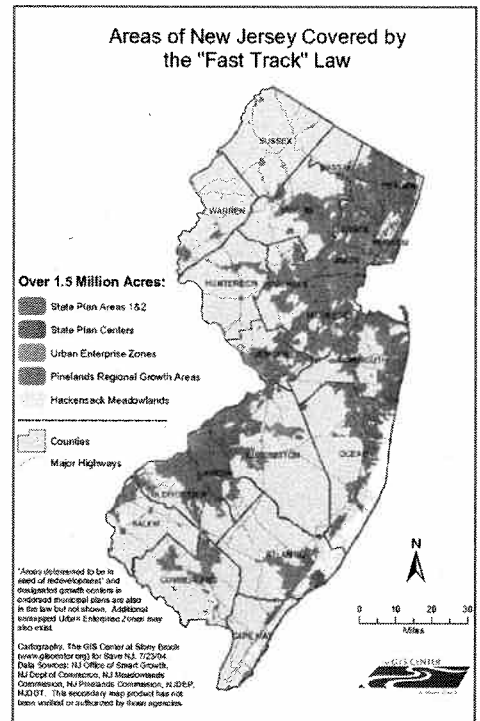 Areas of New Jersey Covered by
the "Fast Track" Law
SUSSEX
WARREN
HUNTERDON
Over 1.5 Million Acres:
State Plan Areas 1&2
State Plan Centers
Urban Enterprise Zones
Pinelands Regional Growth Areas
Hackensack Meadowlands
Counties
Major Highways
BURLINGTON
OCEAN
SALEM
ATLANTIC
CUMBERLAND
CAPE MAY
"Areas determined to be in
need of redevelopment" and
designated growth centers in
endorsed municipal plans are also
in the law but not shown. Additional
unmapped Urban Enterprise Zones may
also exist.
Cartography: The GIS Center at Stony Brook
(www.giscenter.org) for Save NJ. 7/23/04
Data Sources: NJ Office of Smart Growth,
NJ Dept of Commerce, NJ Meadowlands
Commission, NJ Pinelands Commission, NJDEP,
NJDOT. This secondary map product has not
been verified or authorized by those agencies.
N
0 5 10 20 30
Miles
GIS CENTER